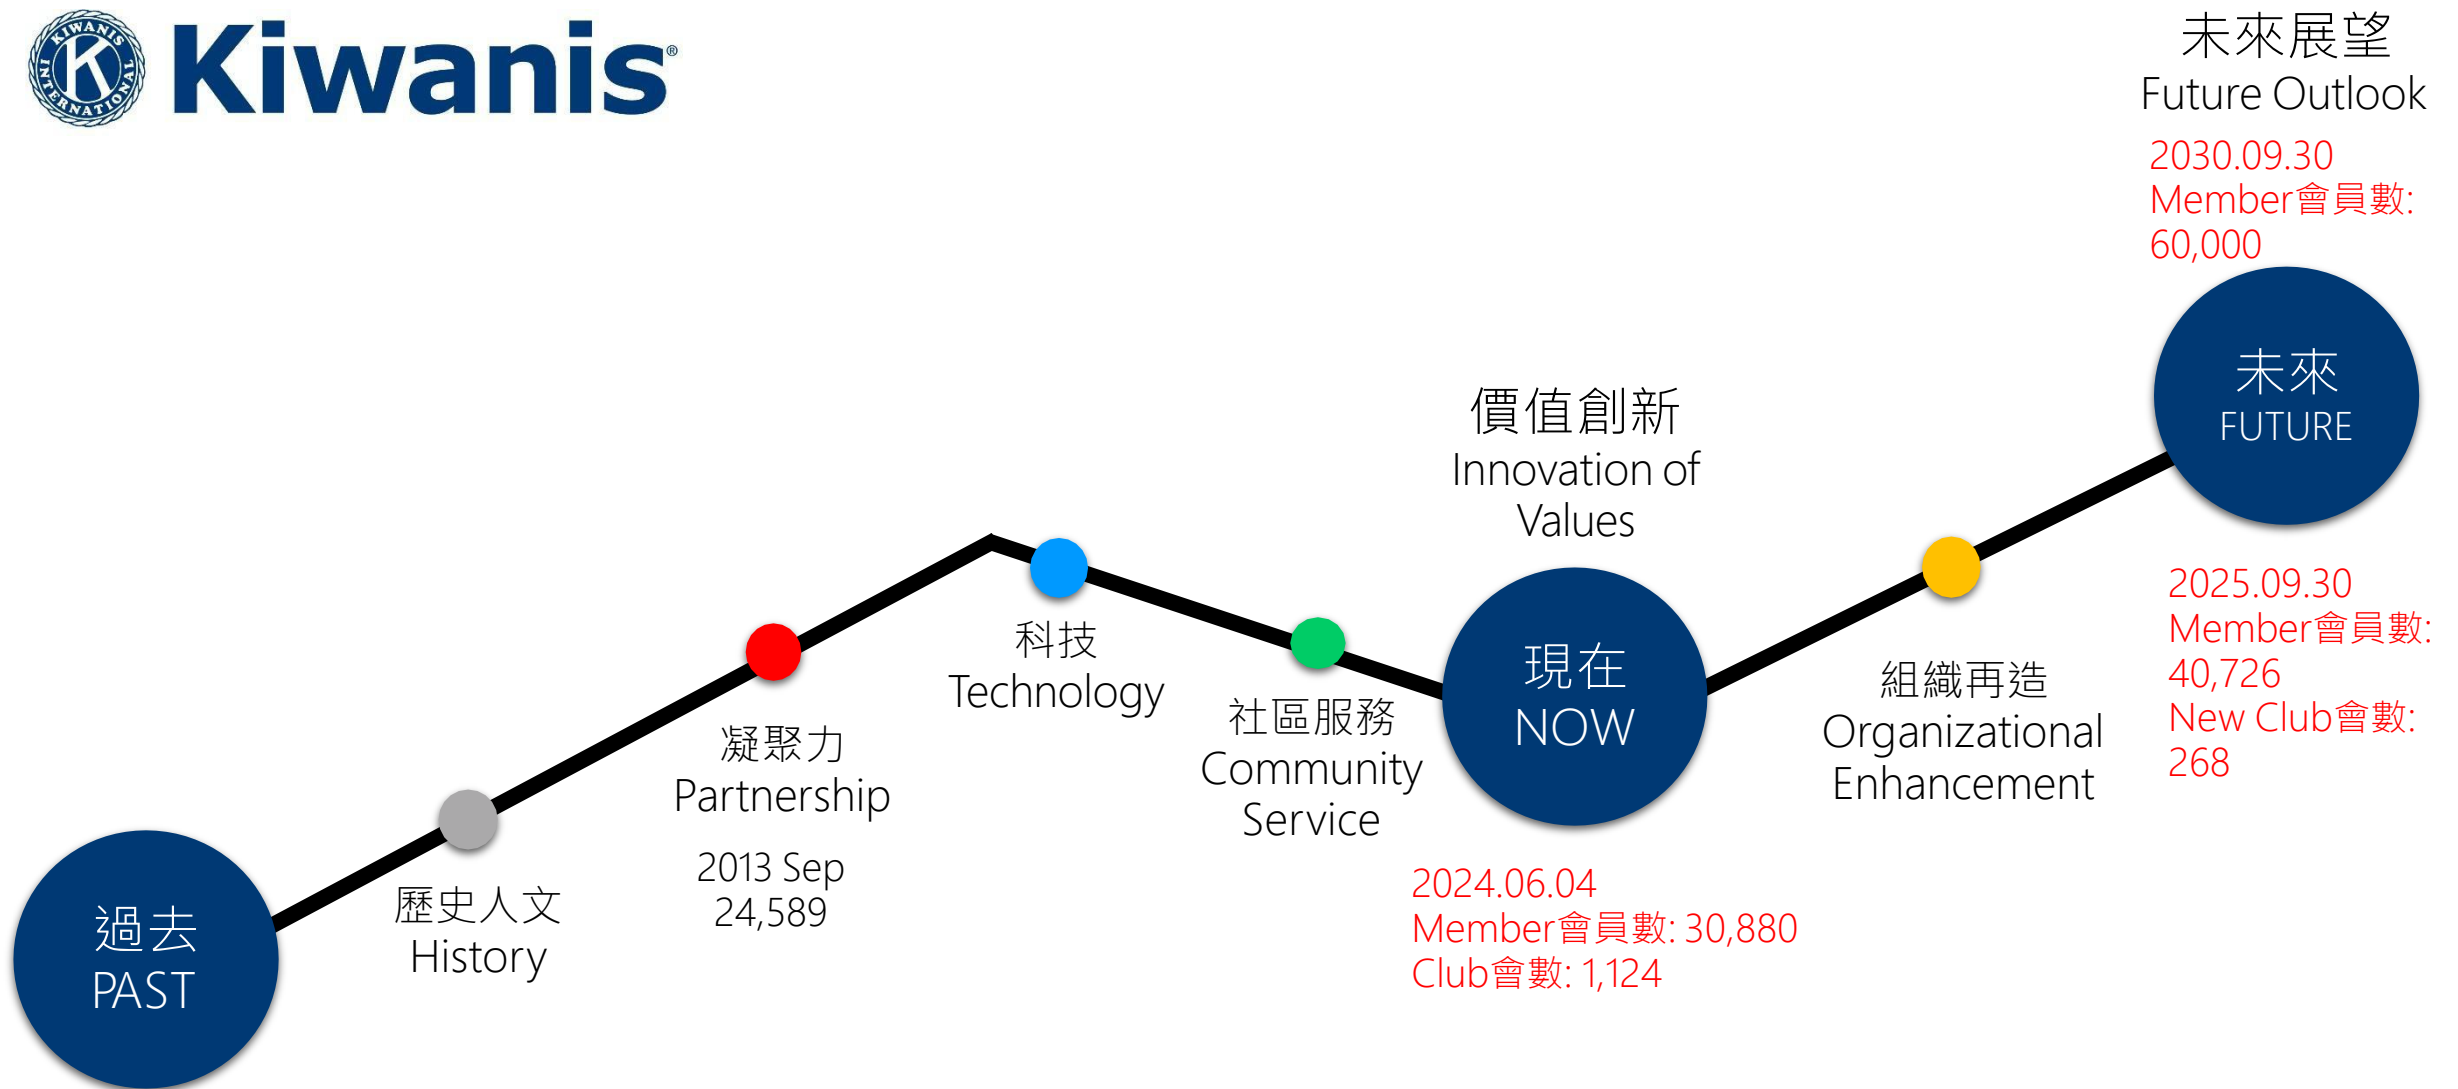 KIWANIS
INTERNATIONAL
K
Kiwanis®
未來展望
Future Outlook
2030.09.30
Member會員數:
60,000
未來
FUTURE
2025.09.30
Member會員數:
40,726
New Club會數:
268
價值創新
Innovation of
Values
現在
NOW
2024.06.04
Member會員數: 30,880
Club會數: 1,124
組織再造
Organizational
Enhancement
科技
Technology
社區服務
Community
Service
凝聚力
Partnership
2013 Sep
24,589
歷史人文
History
過去
PAST